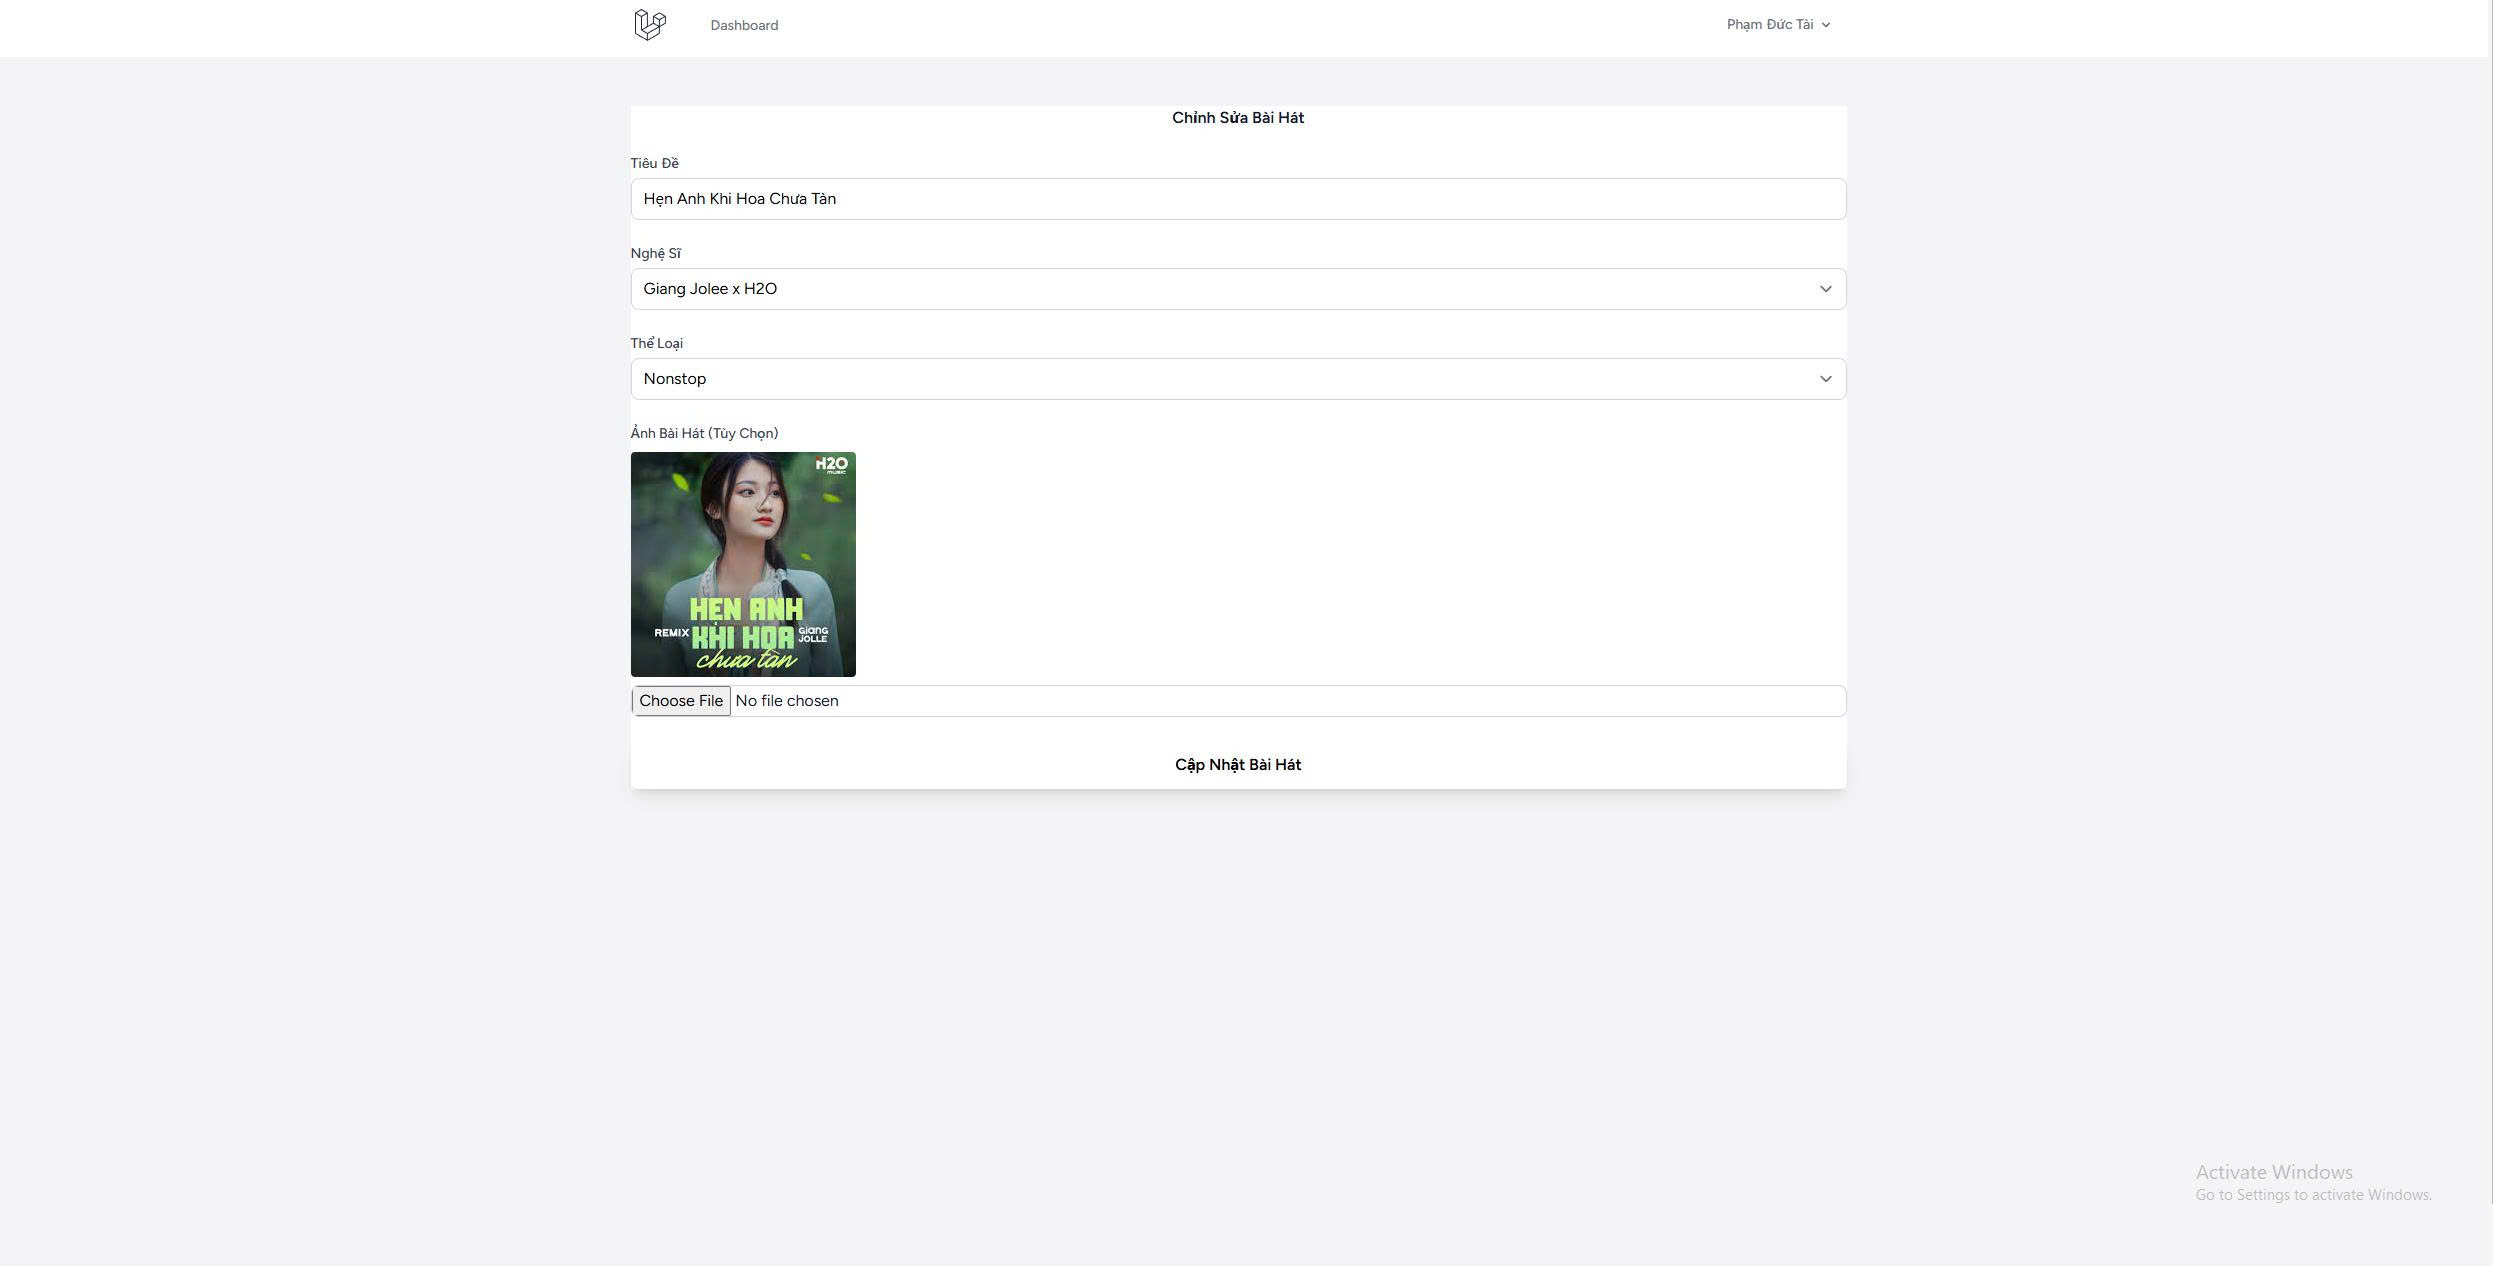 Dashboard
Phạm Đức Tài
Chỉnh Sửa Bài Hát
Tiêu Đề
Hẹn Anh Khi Hoa Chưa Tàn
Nghệ Sĩ
Giang Jolee x H2O
Thể Loại
Nonstop
Ảnh Bài Hát (Tùy Chọn)
H2O
MUSIC
HẸN ANH
REMIX KHI HOA GIANG JOLLE
chưa tàn
Choose File No file chosen
Cập Nhật Bài Hát
Activate Windows
Go to Settings to activate Windows.